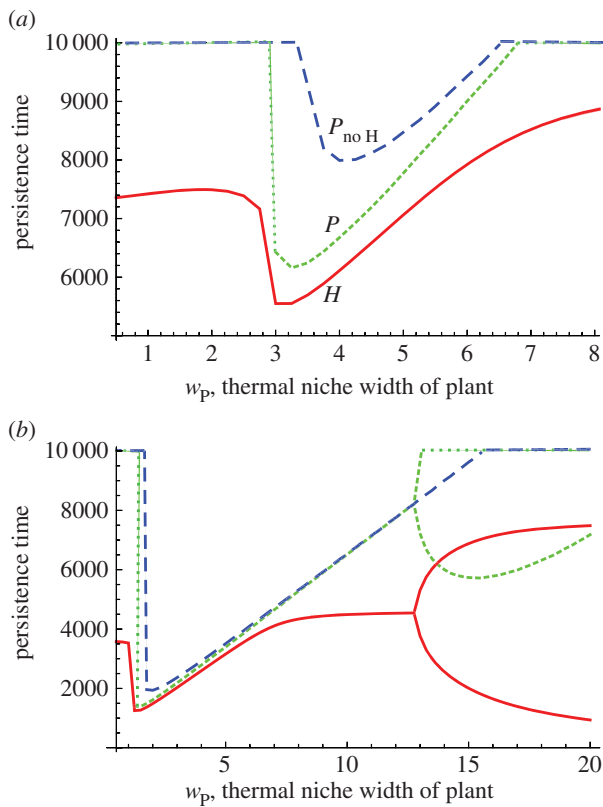 (a)
10 000
9000
8000
7000
6000
persistence time
P no H
P
H
1 2 3 4 5 6 7 8
wP, thermal niche width of plant
(b)
10 000
8000
6000
4000
2000
persistence time
5 10 15 20
wP, thermal niche width of plant